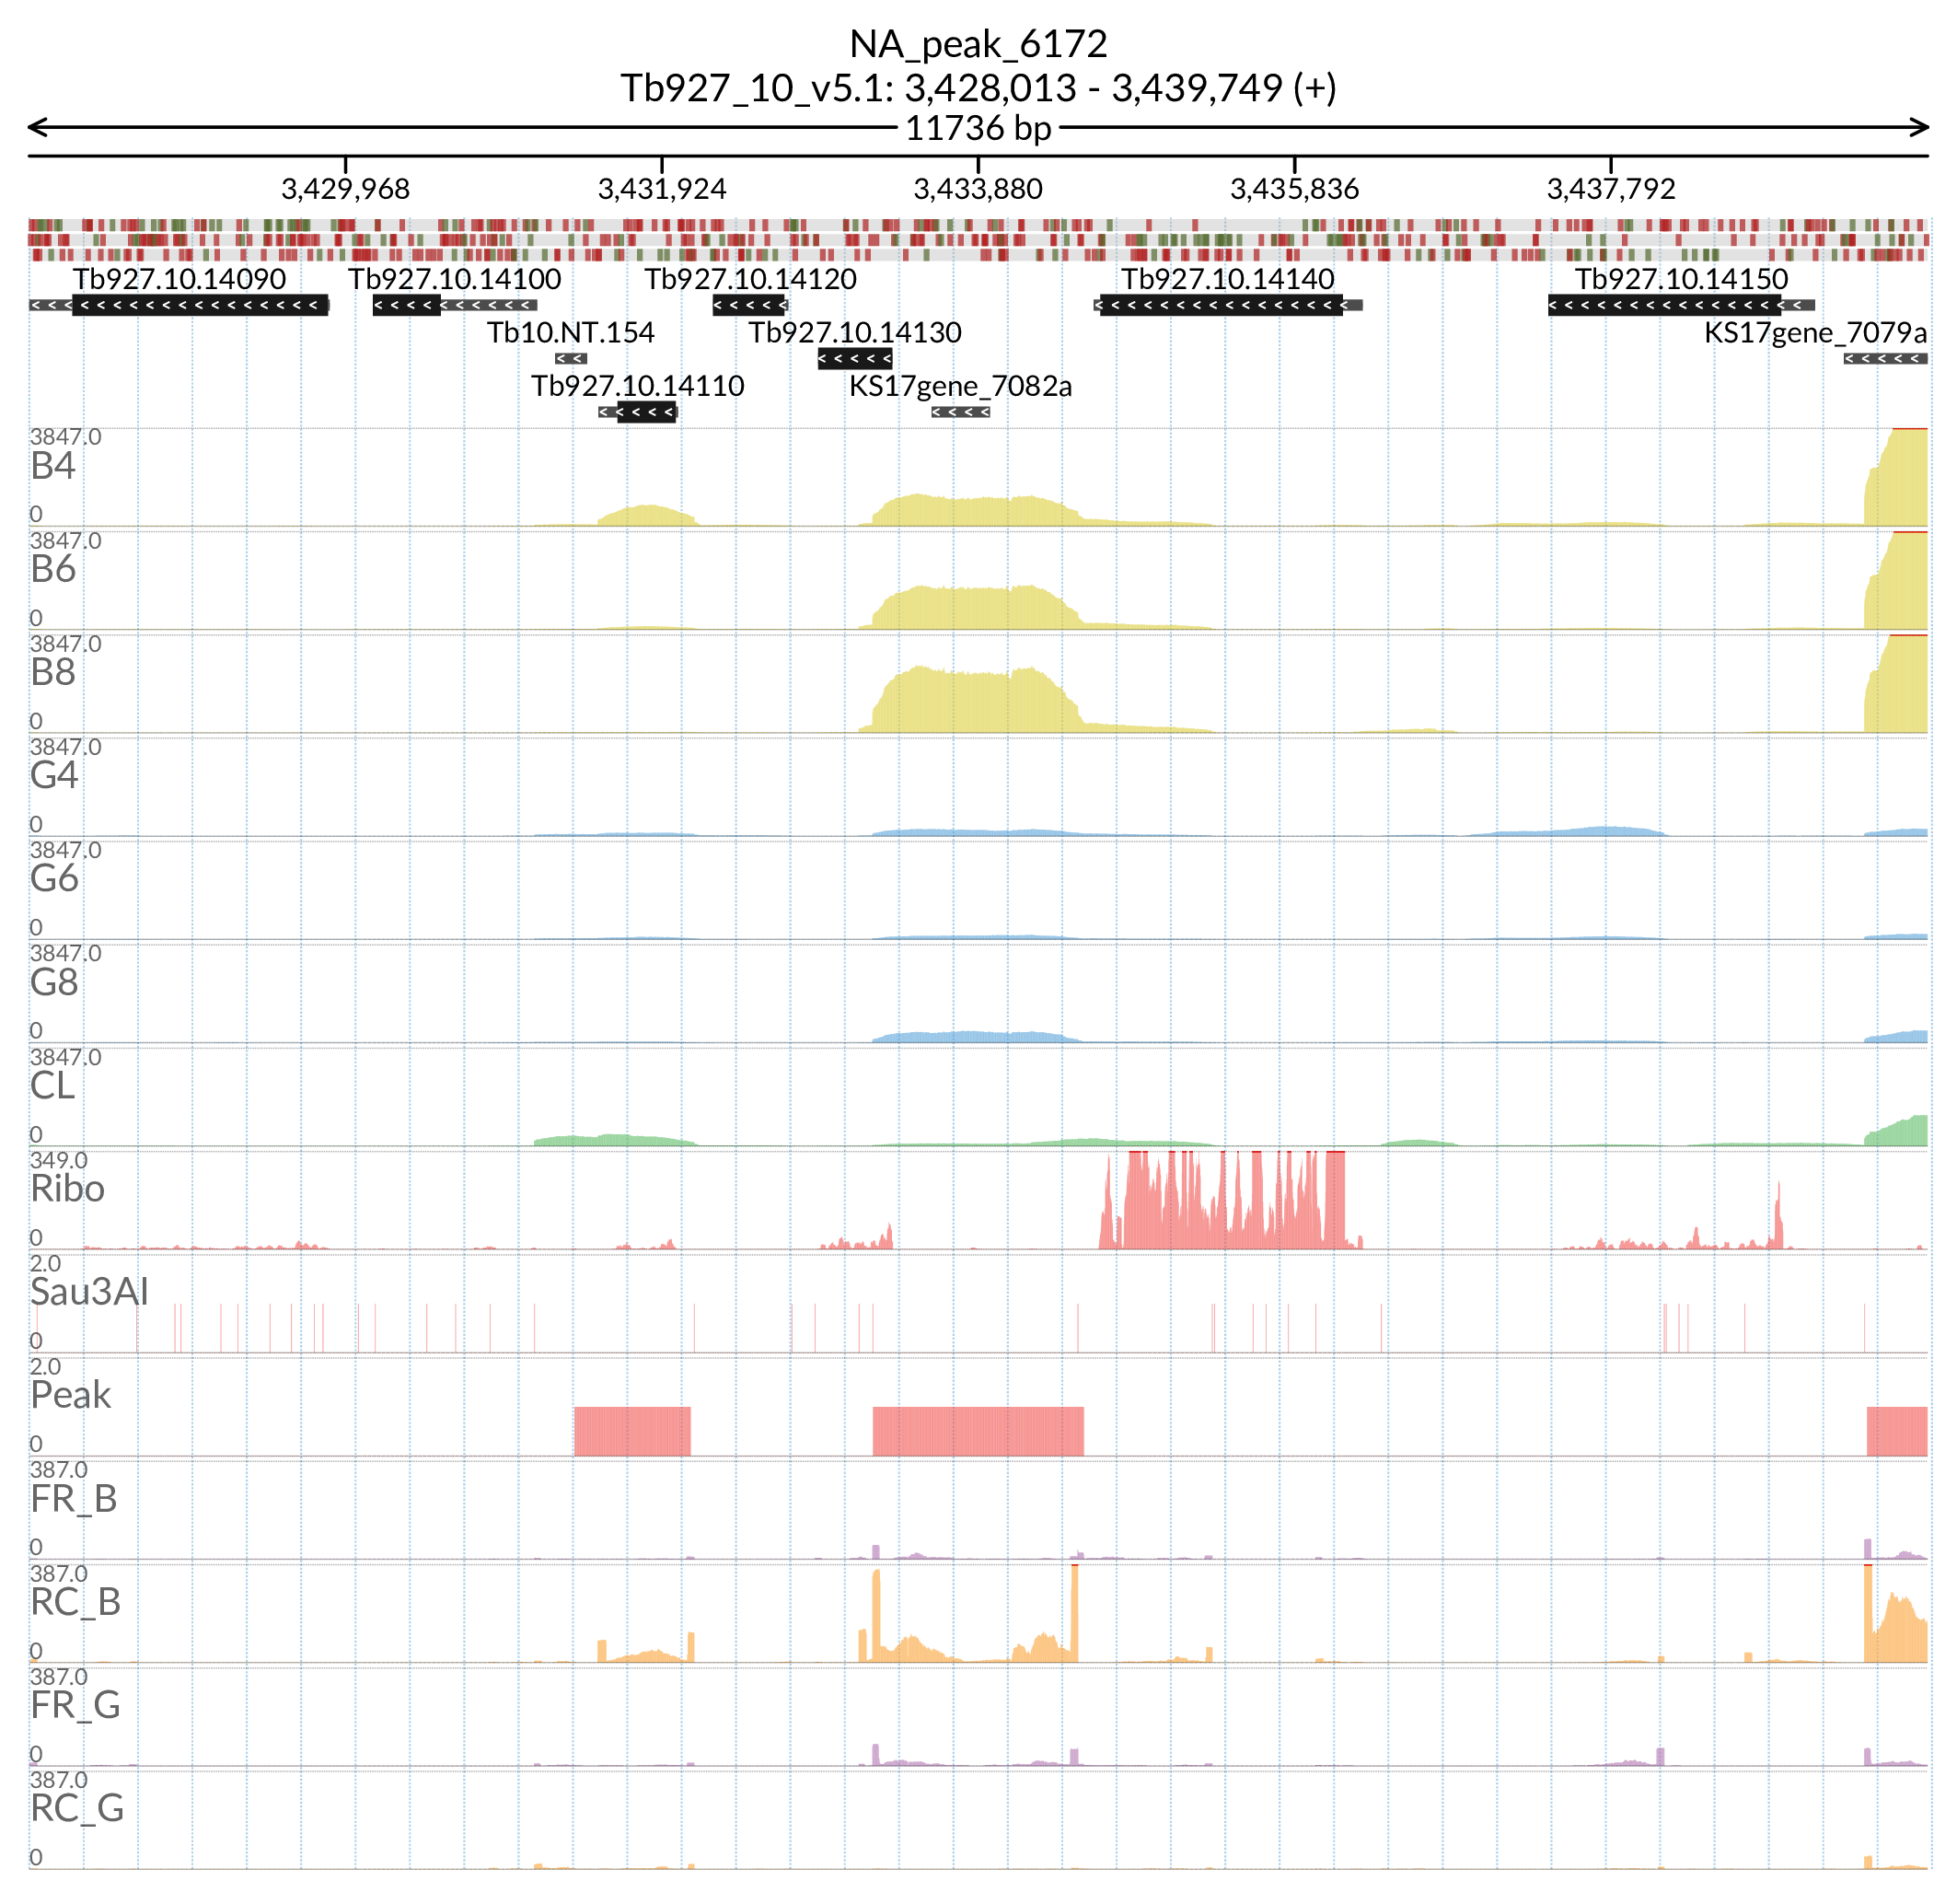 NA_peak_6172
Tb927_10_v5.1: 3,428,013 - 3,439,749 (+)
11736 bp
3,429,968 3,431,924 3,433,880 3,435,836 3,437,792
Tb927.10.14090 Tb927.10.14100 Tb927.10.14120 Tb927.10.14140 Tb927.10.14150
Tb10.NT.154 Tb927.10.14130 KS17gene_7079a
Tb927.10.14110 KS17gene_7082a
3847.0
B4
0
3847.0
B6
0
3847.0
B8
0
3847.0
G4
0
3847.0
G6
0
3847.0
G8
0
3847.0
CL
0
349.0
Ribo
0
2.0
Sau3AI
0
2.0
Peak
0
387.0
FR_B
0
387.0
RC_B
0
387.0
FR_G
0
387.0
RC_G
0